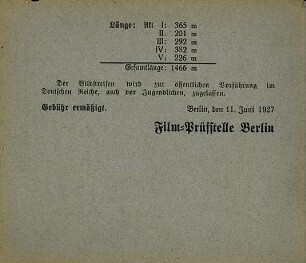 Länge: Akt I: 365 m
II: 201 m
III: 292 m
IV: 382 m
V: 226 m
Gesamtlänge: 1466 m
Der Bildstreifen wird zur öffentlichen Vorführung im
Deutschen Reiche, auch vor Jugendlichen, zugelassen.
Gebühr ermäßigt. Berlin, den 11. Juni 1927
Film-Prüfstelle Berlin